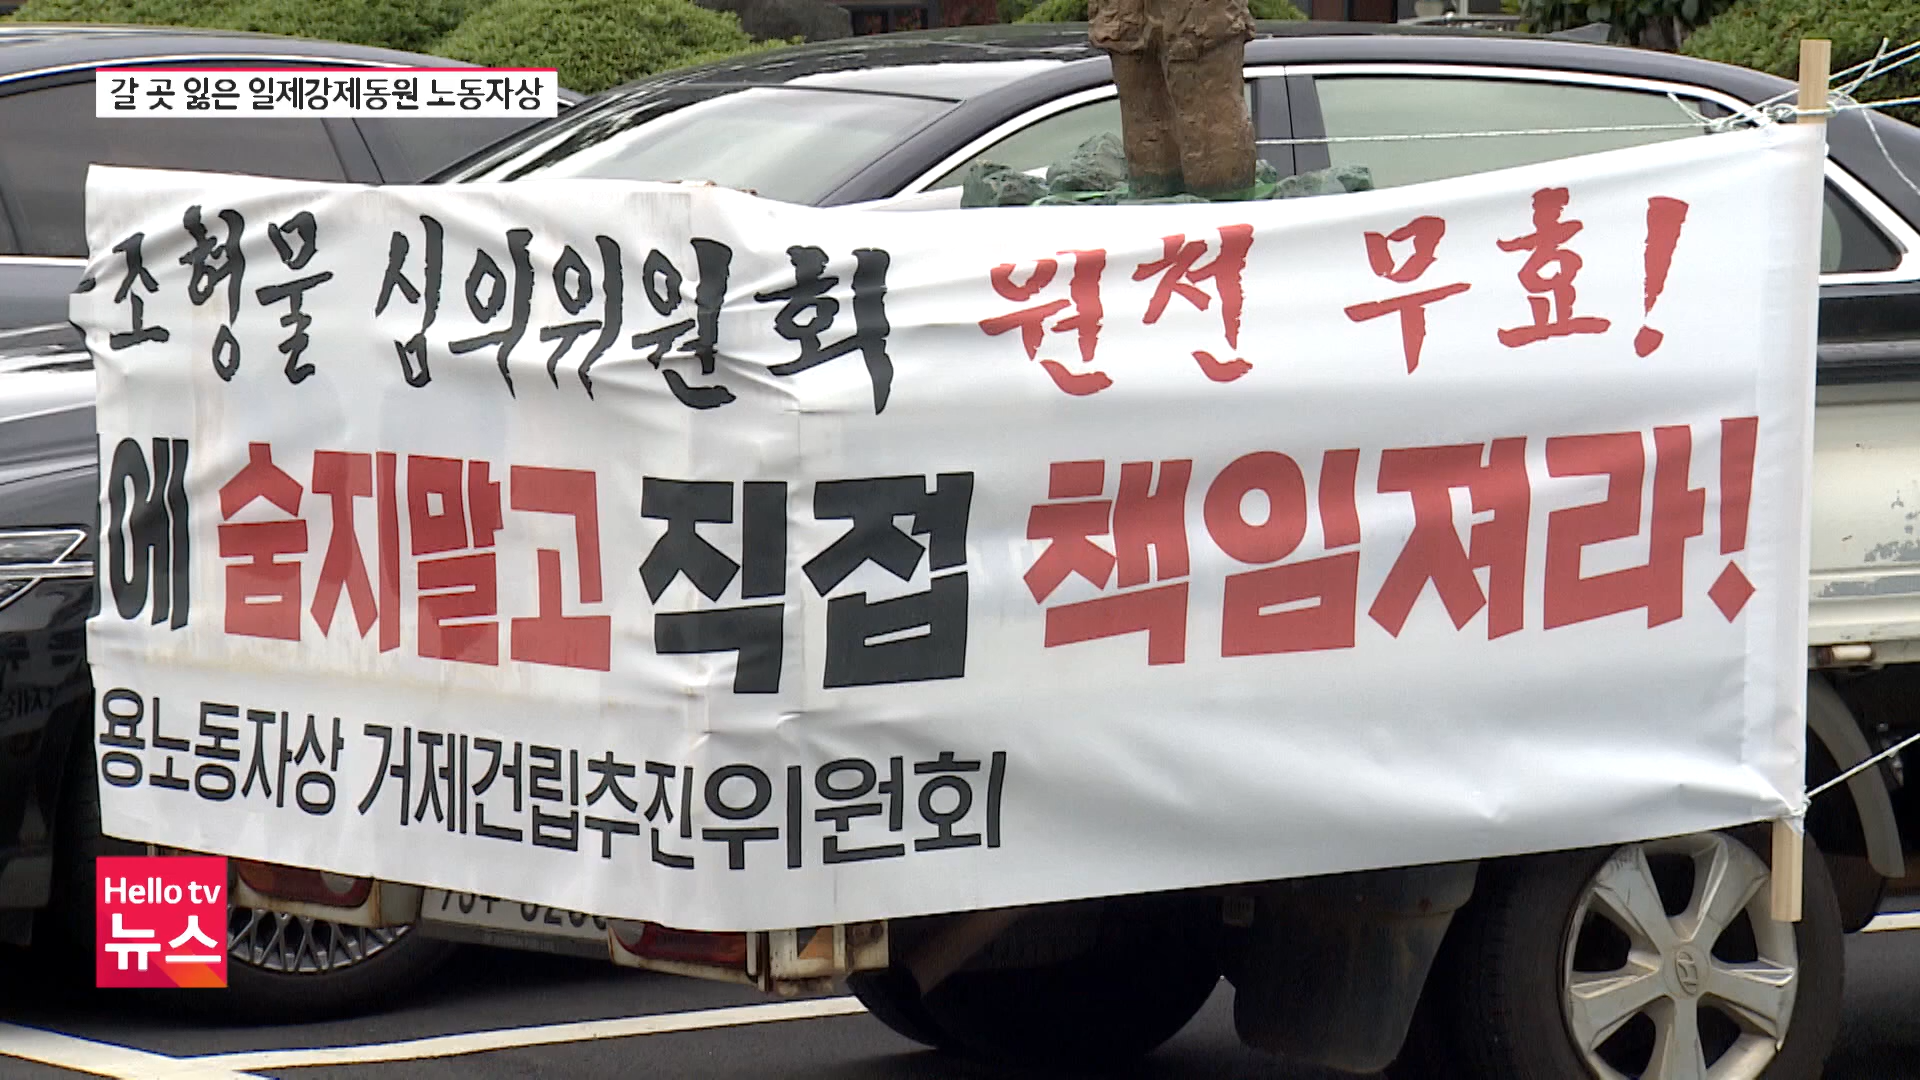 갈 곳 잃은 일제강제동원 노동자상
조형물 심의위원회 원천 무효!
에 숨지말고 직접 책임져라!
용노동자상 거제건립추진위원회
Hello tv
뉴스